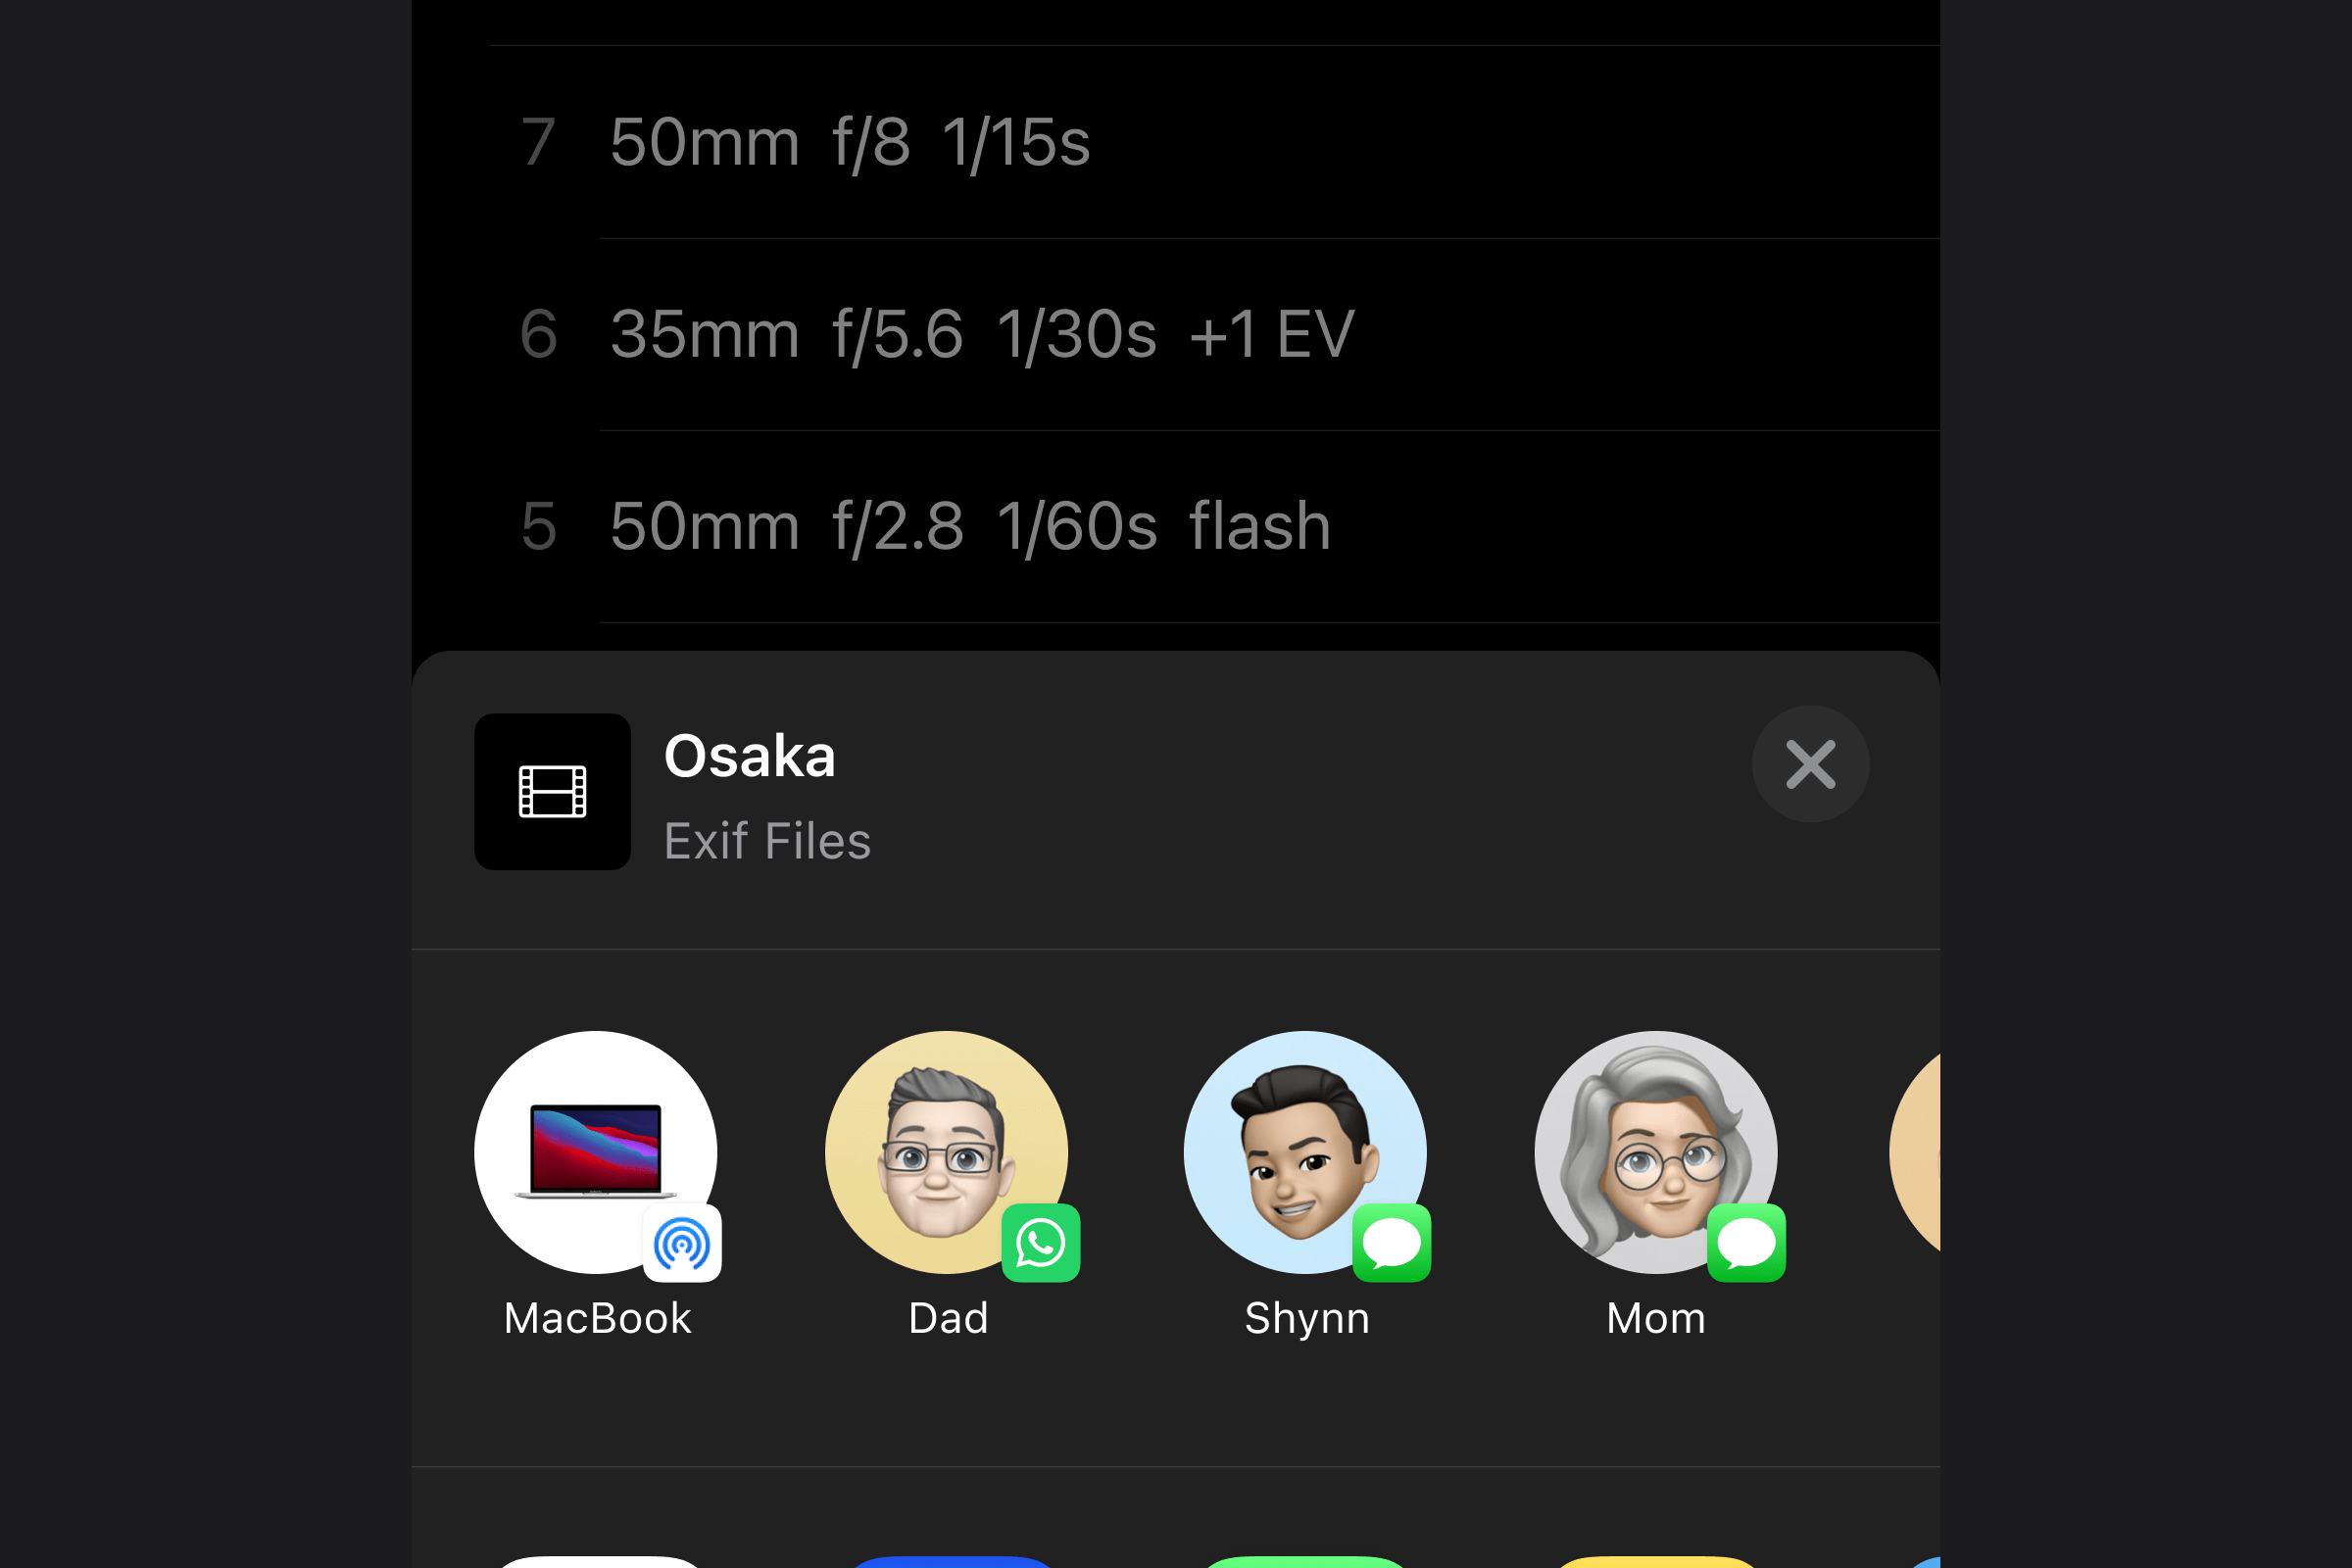 7 50mm f/8 1/15s
6 35mm f/5.6 1/30s +1 EV
5 50mm f/2.8 1/60s flash
Osaka
Exif Files
MacBook Dad Shynn Mom